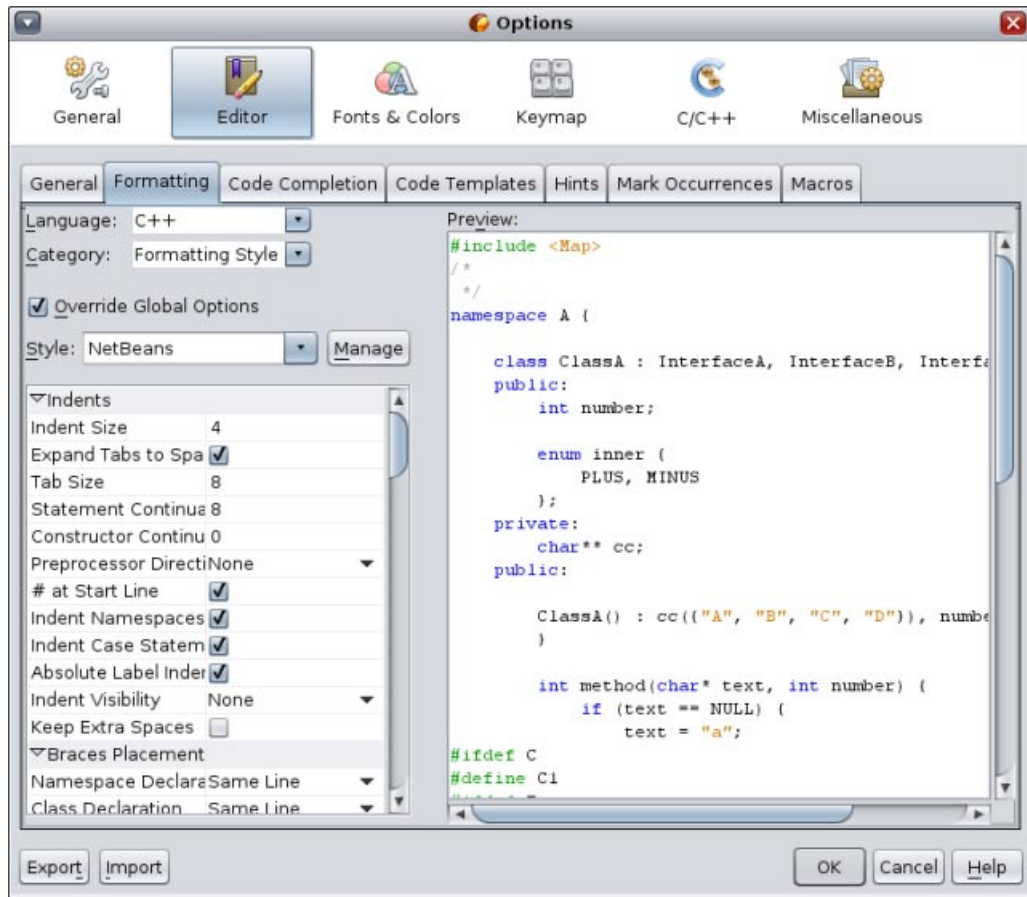 Options
General Editor Fonts & Colors Keymap C/C++ Miscellaneous
General Formatting Code Completion Code Templates Hints Mark Occurrences Macros
Language: C++
Category: Formatting Style
Override Global Options
Style: NetBeans Manage
Indents
Indent Size 4
Expand Tabs to Spa
Tab Size 8
Statement Continua 8
Constructor Continu 0
Preprocessor Directi None
# at Start Line
Indent Namespaces
Indent Case Statem
Absolute Label Inder
Indent Visibility None
Keep Extra Spaces
Braces Placement
Namespace Declara Same Line
Class Declaration Same Line
Preview:
#include <Map>
/*
*/
namespace A {
class ClassA : InterfaceA, InterfaceB, Interfa
public:
int number;
enum inner {
PLUS, MINUS
};
private:
char** cc;
public:
ClassA() : cc({"A", "B", "C", "D"}), numbe
}
int method(char* text, int number) {
if (text == NULL) {
text = "a";
#ifdef C
#define C1
Export Import OK Cancel Help